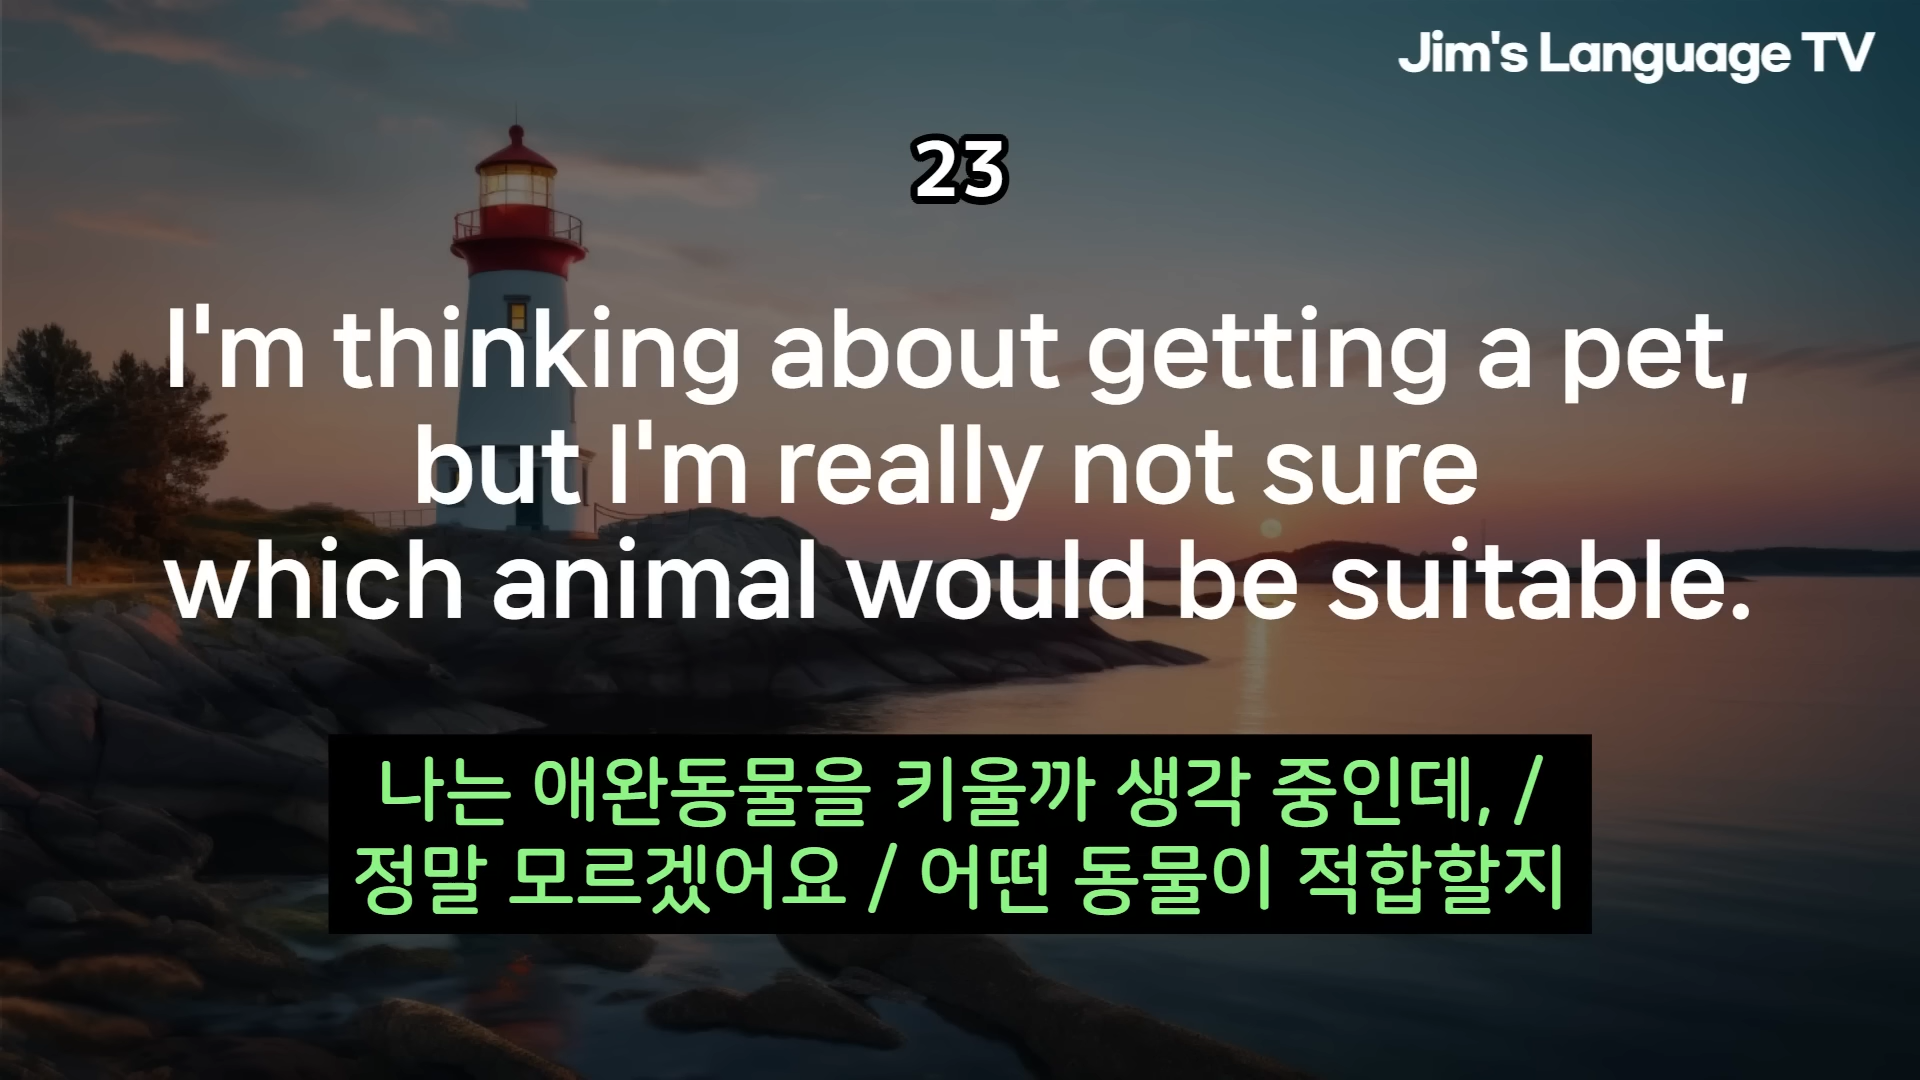 Jim's Language TV
23
I'm thinking about getting a pet,
but I'm really not sure
which animal would be suitable.
나는 애완동물을 키울까 생각 중인데, /
정말 모르겠어요 / 어떤 동물이 적합할지